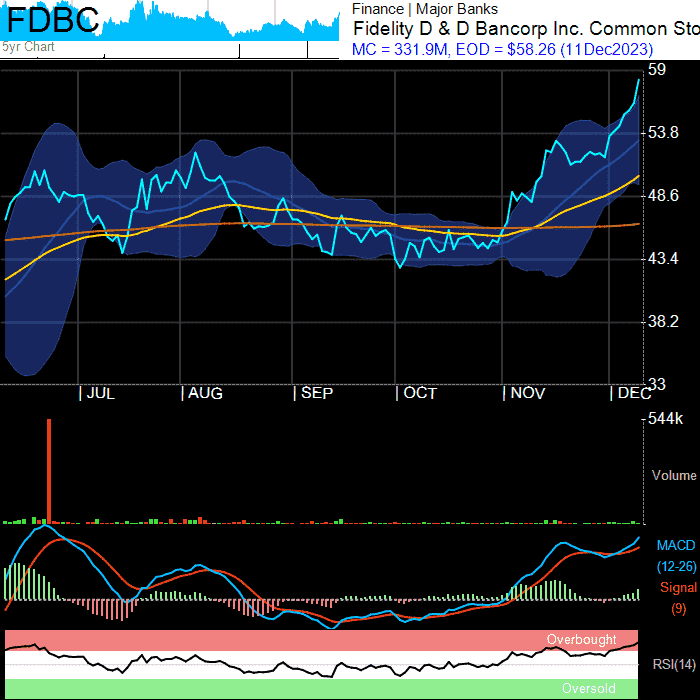 FDBC
5yr Chart
Finance | Major Banks
Fidelity D & D Bancorp Inc. Common Sto
MC = 331.9M, EOD = $58.26 (11Dec2023)
59
53.8
48.6
43.4
38.2
33
| JUL | AUG | SEP | OCT | NOV | DEC
544k
Volume
MACD
(12-26)
Signal
(9)
Overbought
RSI(14)
Oversold